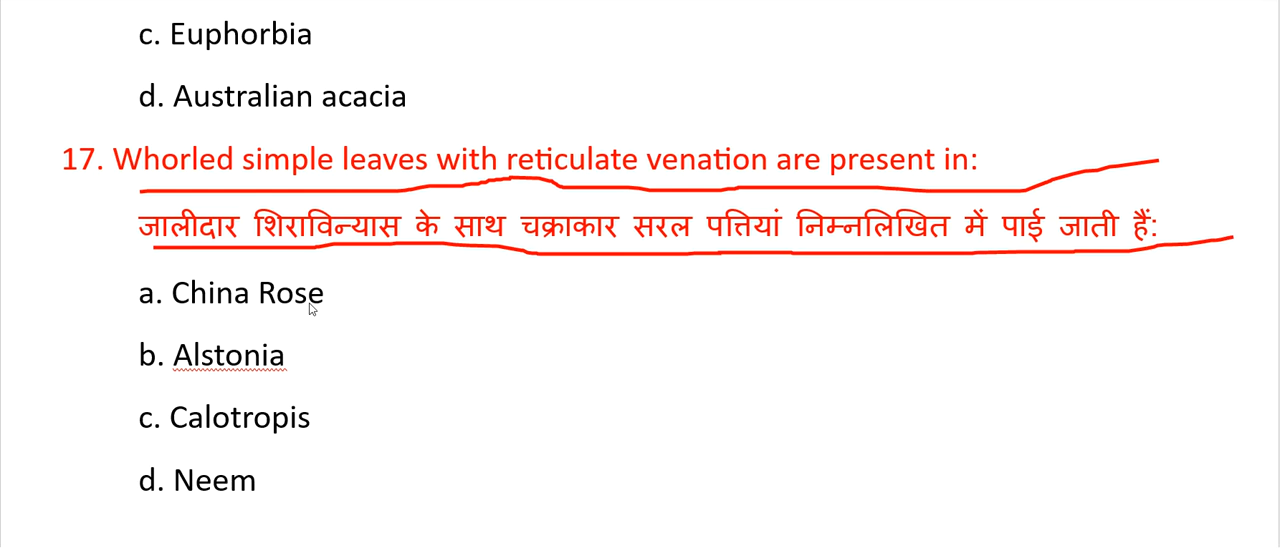 c. Euphorbia
d. Australian acacia
17. Whorled simple leaves with reticulate venation are present in:
जालीदार शिराविन्यास के साथ चक्राकार सरल पत्तियां निम्नलिखित में पाई जाती हैं:
a. China Rose
b. Alstonia
c. Calotropis
d. Neem